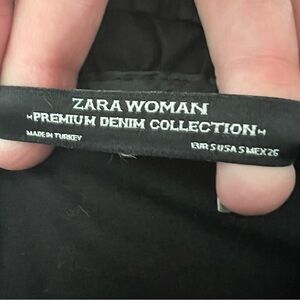 ZARA WOMAN
"PREMIUM DENIM COLLECTION"
MADE IN TURKEY EUR S USA S MEX 26